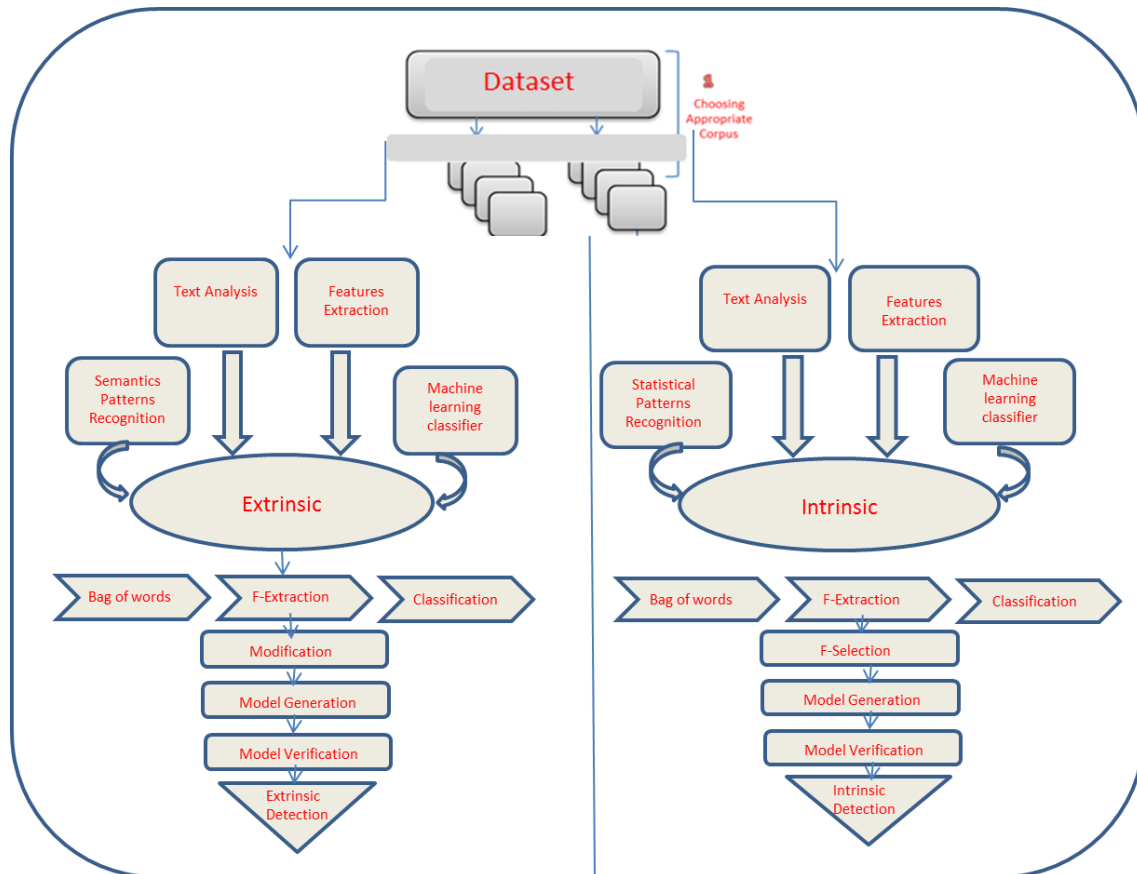 Dataset
1
Choosing
Appropriate
Corpus
Text Analysis
Features
Extraction
Semantics
Patterns
Recognition
Machine
learning
classifier
Extrinsic
Bag of words
F-Extraction
Classification
Modification
Model Generation
Model Verification
Extrinsic
Detection
Text Analysis
Features
Extraction
Statistical
Patterns
Recognition
Machine
learning
classifier
Intrinsic
Bag of words
F-Extraction
Classification
F-Selection
Model Generation
Model Verification
Intrinsic
Detection